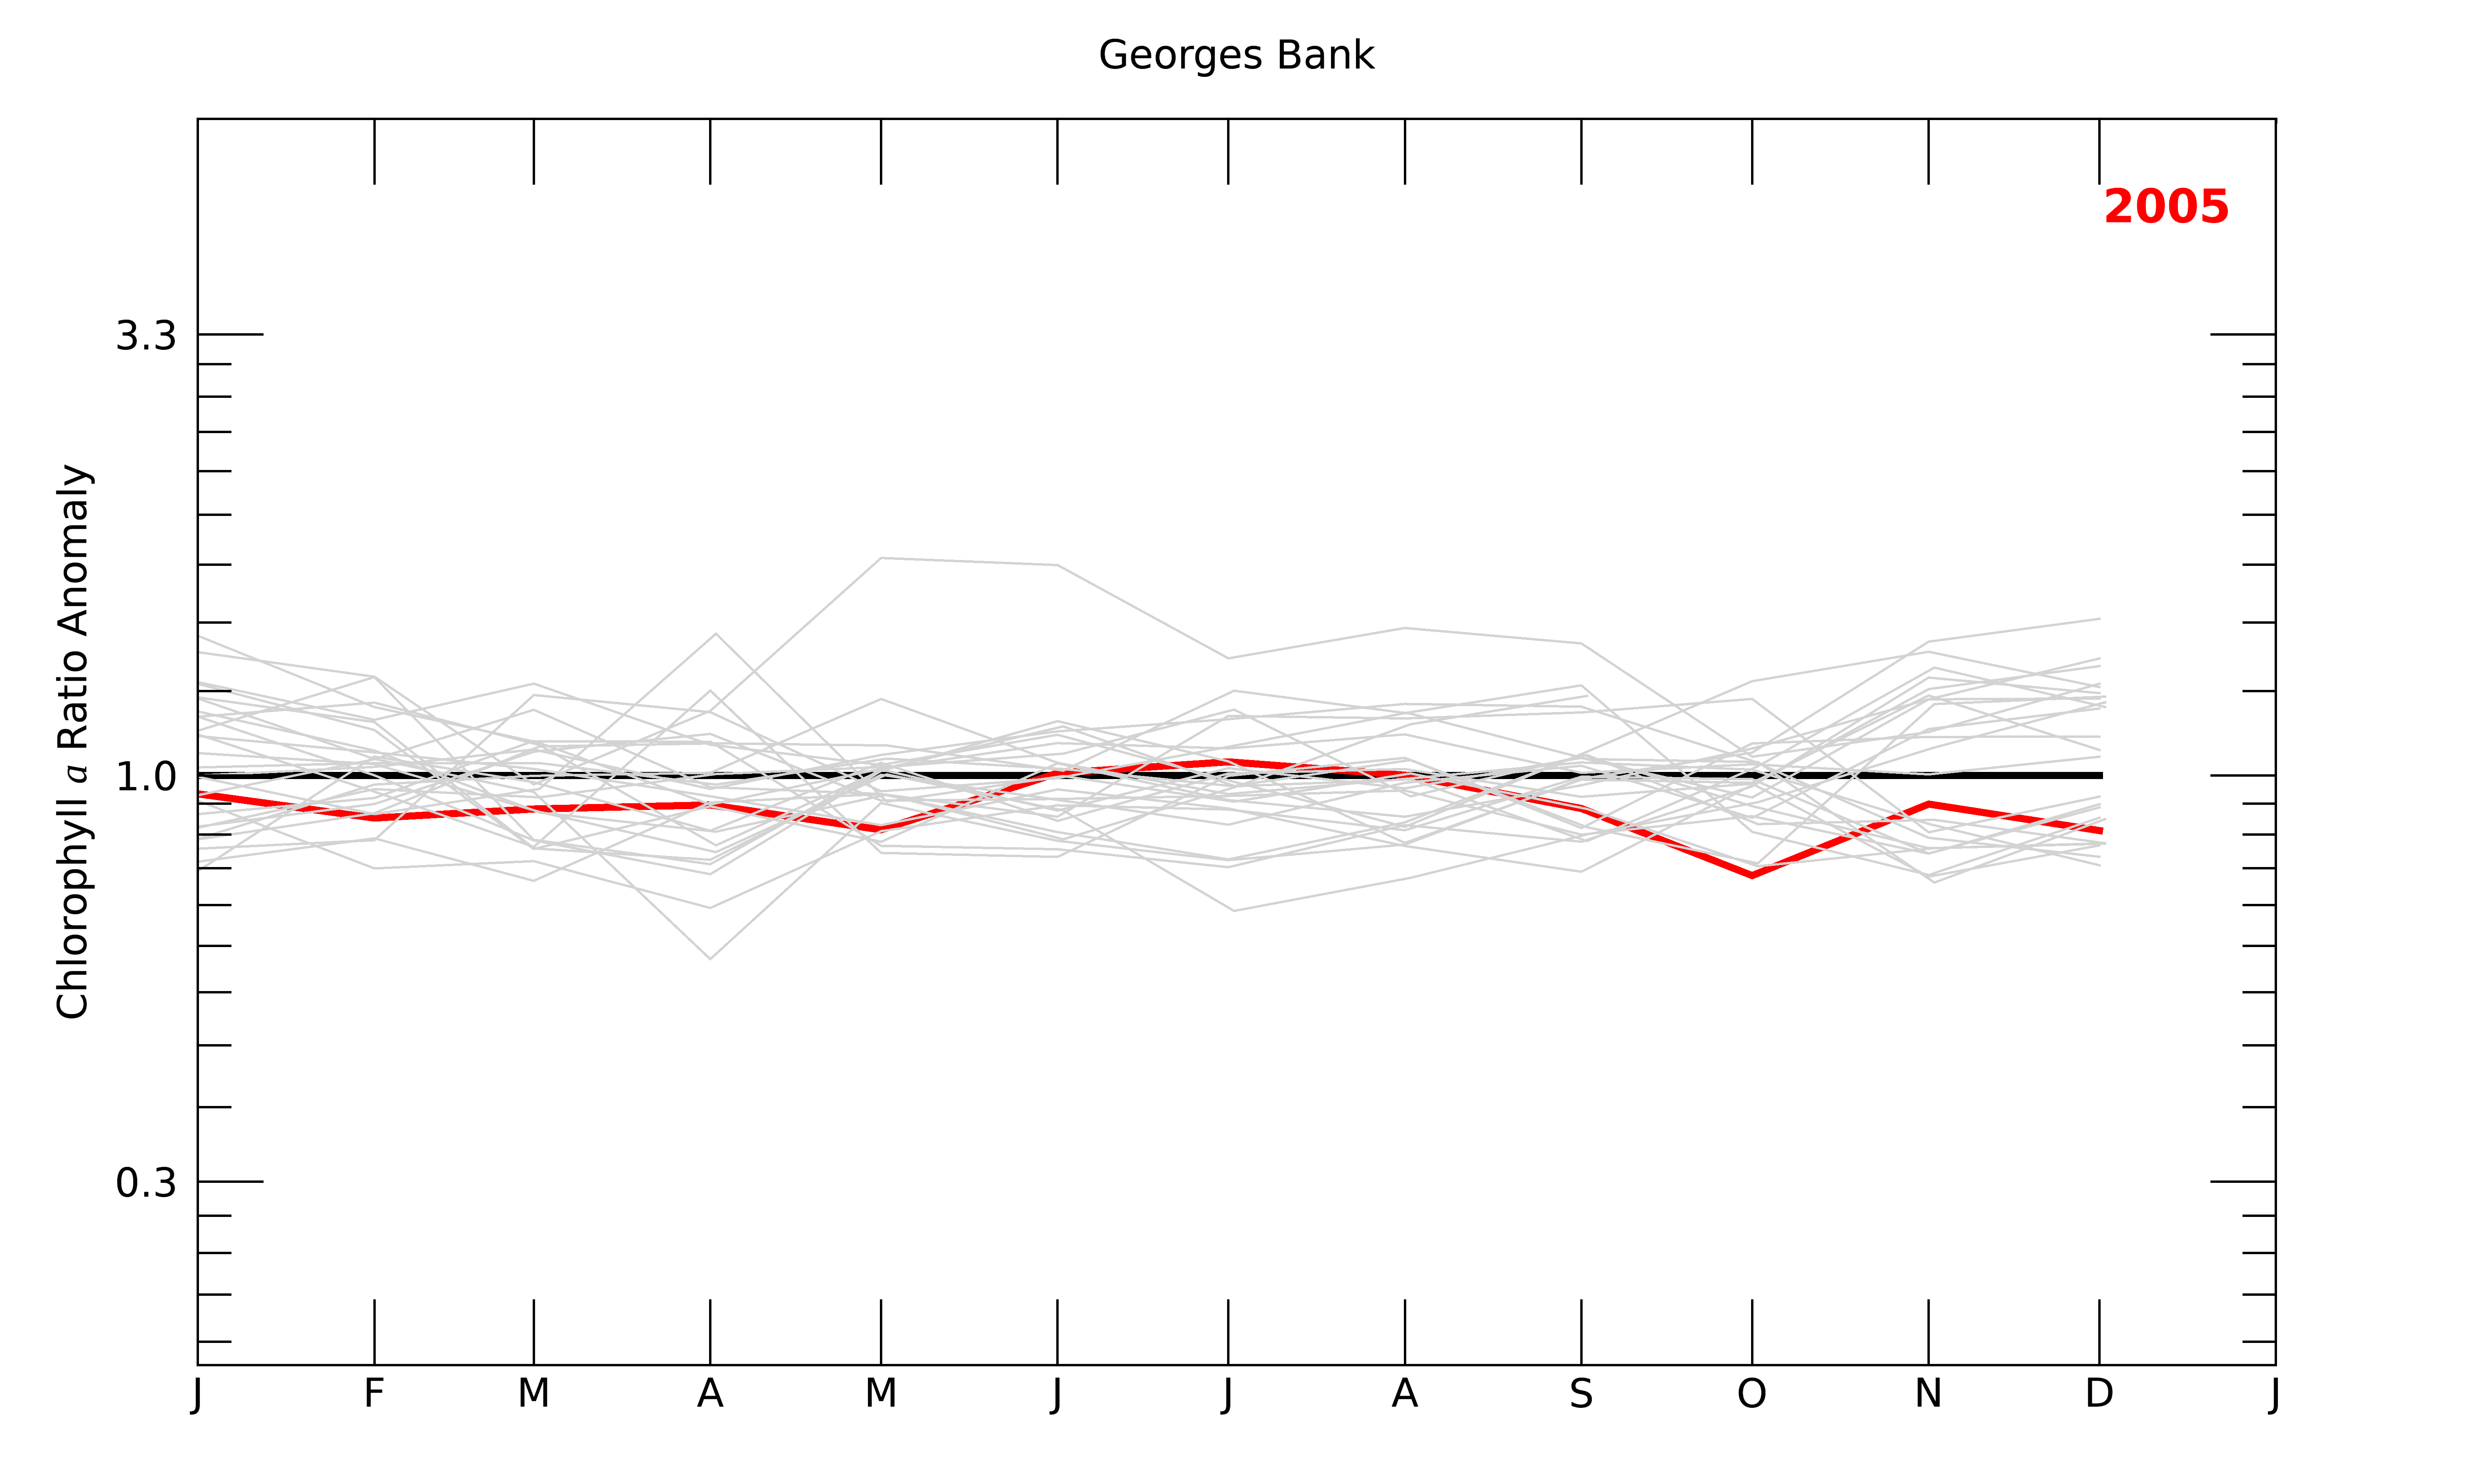 Georges Bank
2005
Chlorophyll a Ratio Anomaly
3.3
1.0
0.3
J F M A M J J A S O N D J